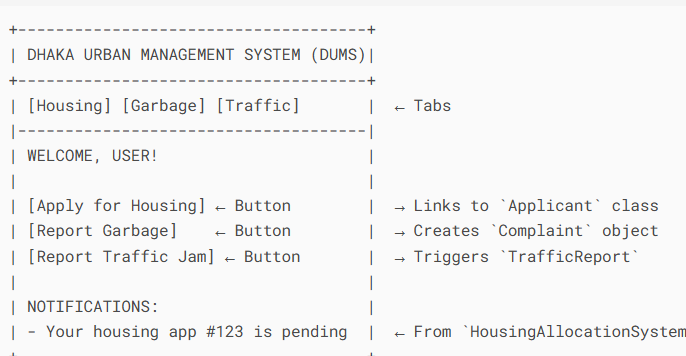 +------------------------------------+
| DHAKA URBAN MANAGEMENT SYSTEM (DUMS)|
+------------------------------------+
| [Housing] [Garbage] [Traffic]       |  ← Tabs
|------------------------------------|
| WELCOME, USER!                      |
|                                     |
| [Apply for Housing] ← Button        |  → Links to `Applicant` class
| [Report Garbage]    ← Button        |  → Creates `Complaint` object
| [Report Traffic Jam] ← Button       |  → Triggers `TrafficReport`
|                                     |
| NOTIFICATIONS:                      |
| - Your housing app #123 is pending  |  ← From `HousingAllocationSystem